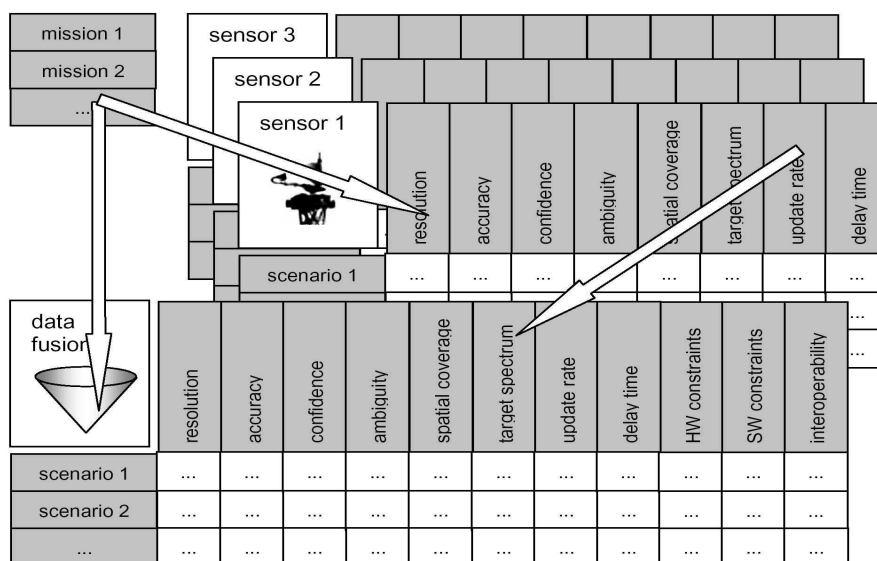 mission 1
mission 2
...
sensor 3
sensor 2
sensor 1
resolution
accuracy
confidence
ambiguity
spatial coverage
target spectrum
update rate
delay time
scenario 1
... ... ... ... ... ... ... ...
...
...
data
fusion
resolution
accuracy
confidence
ambiguity
spatial coverage
target spectrum
update rate
delay time
HW constraints
SW constraints
interoperability
scenario 1 ... ... ... ... ... ... ... ... ... ... ...
scenario 2 ... ... ... ... ... ... ... ... ... ... ...
... ... ... ... ... ... ... ... ... ... ... ...